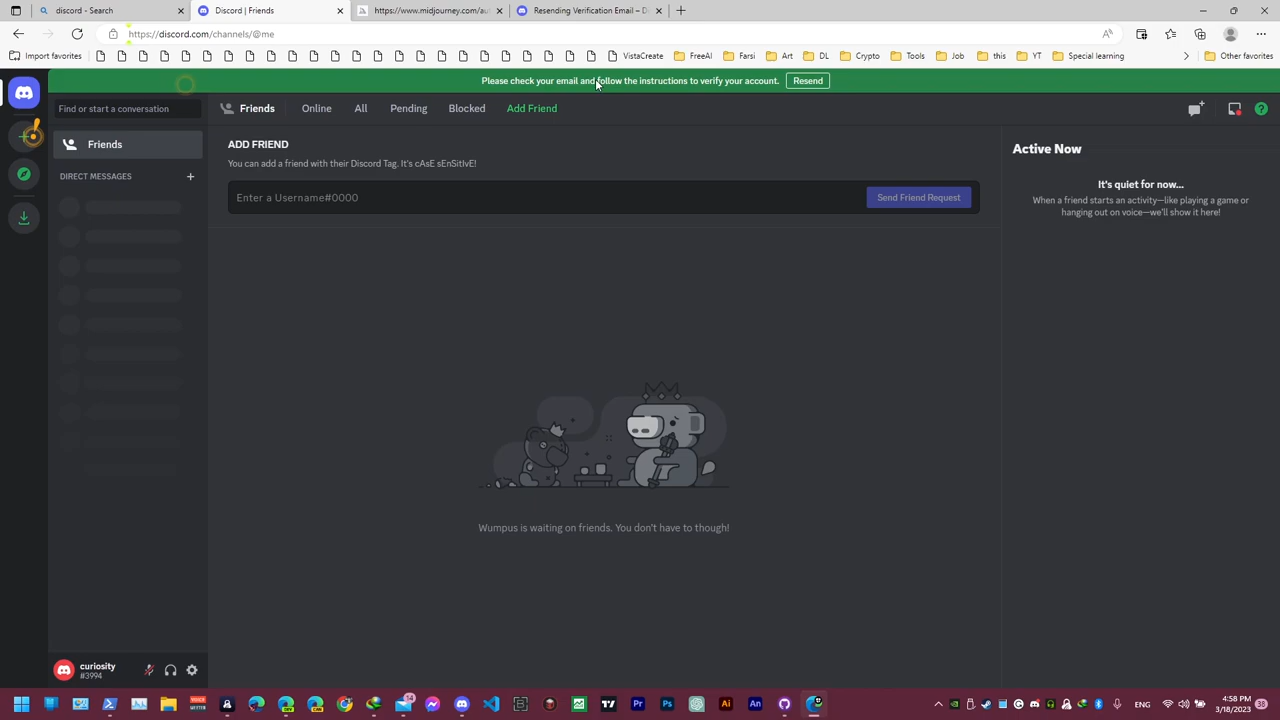 discord - Search
Discord | Friends
https://www.midjourney.com/au
Resending Verification Email – D
https://discord.com/channels/@me
Import favorites
VistaCreate
FreeAI
Farsi
Art
DL
Crypto
Tools
Job
this
YT
Special learning
Other favorites
Please check your email and follow the instructions to verify your account.
Resend
Find or start a conversation
Friends
Online
All
Pending
Blocked
Add Friend
Friends
DIRECT MESSAGES
ADD FRIEND
You can add a friend with their Discord Tag. It's cAsE sEnSitIvE!
Enter a Username#0000
Send Friend Request
Active Now
It's quiet for now...
When a friend starts an activity—like playing a game or
hanging out on voice—we'll show it here!
Wumpus is waiting on friends. You don't have to though!
curiosity
#3994
14
ENG
4:58 PM
3/18/2023